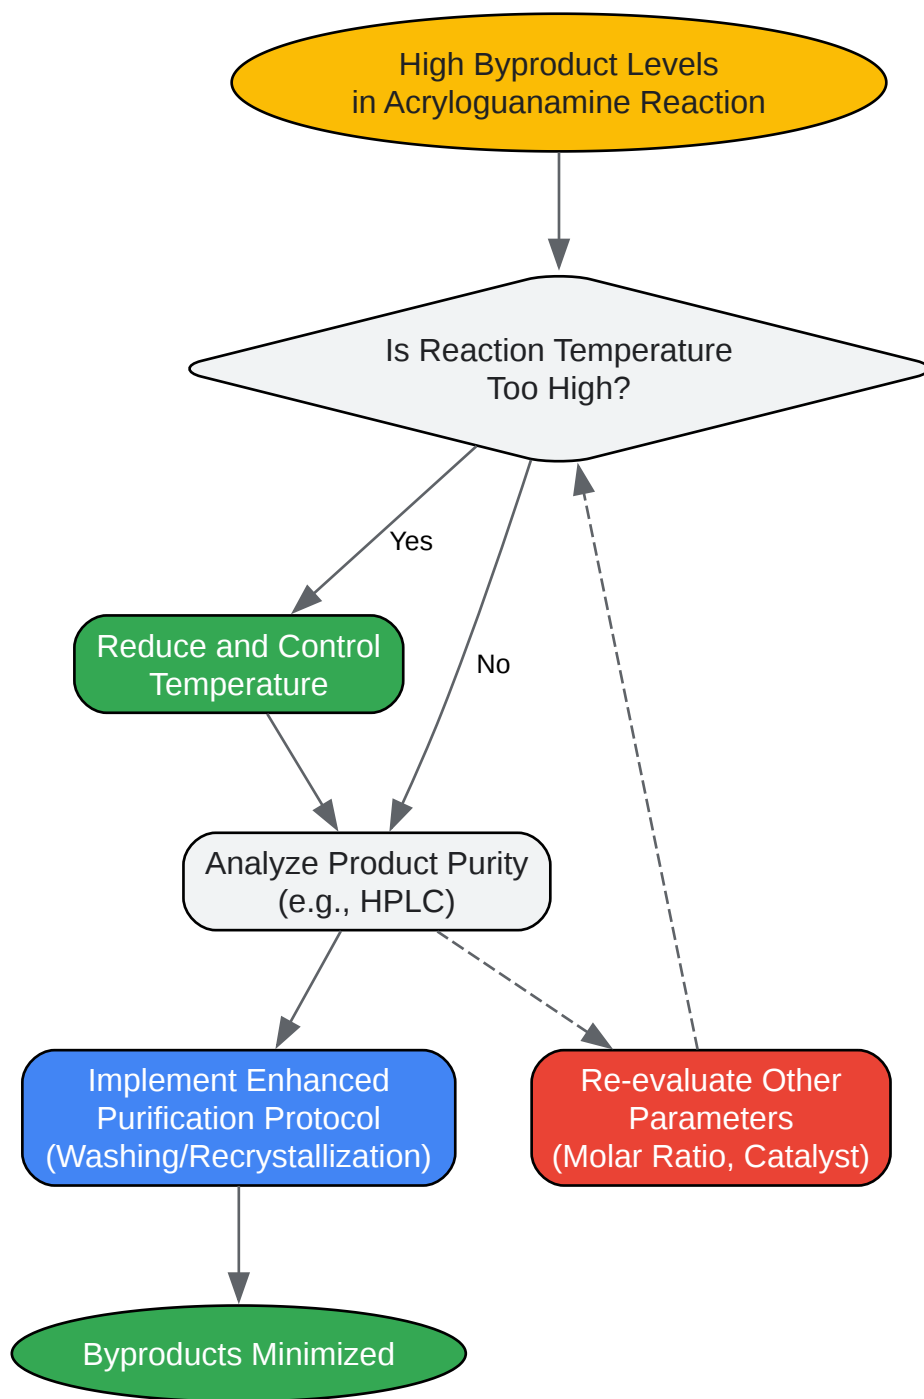 High Byproduct Levels
in Acryloguanamine Reaction
Is Reaction Temperature
Too High?
Yes
No
Reduce and Control
Temperature
Analyze Product Purity
(e.g., HPLC)
Implement Enhanced
Purification Protocol
(Washing/Recrystallization)
Re-evaluate Other
Parameters
(Molar Ratio, Catalyst)
Byproducts Minimized